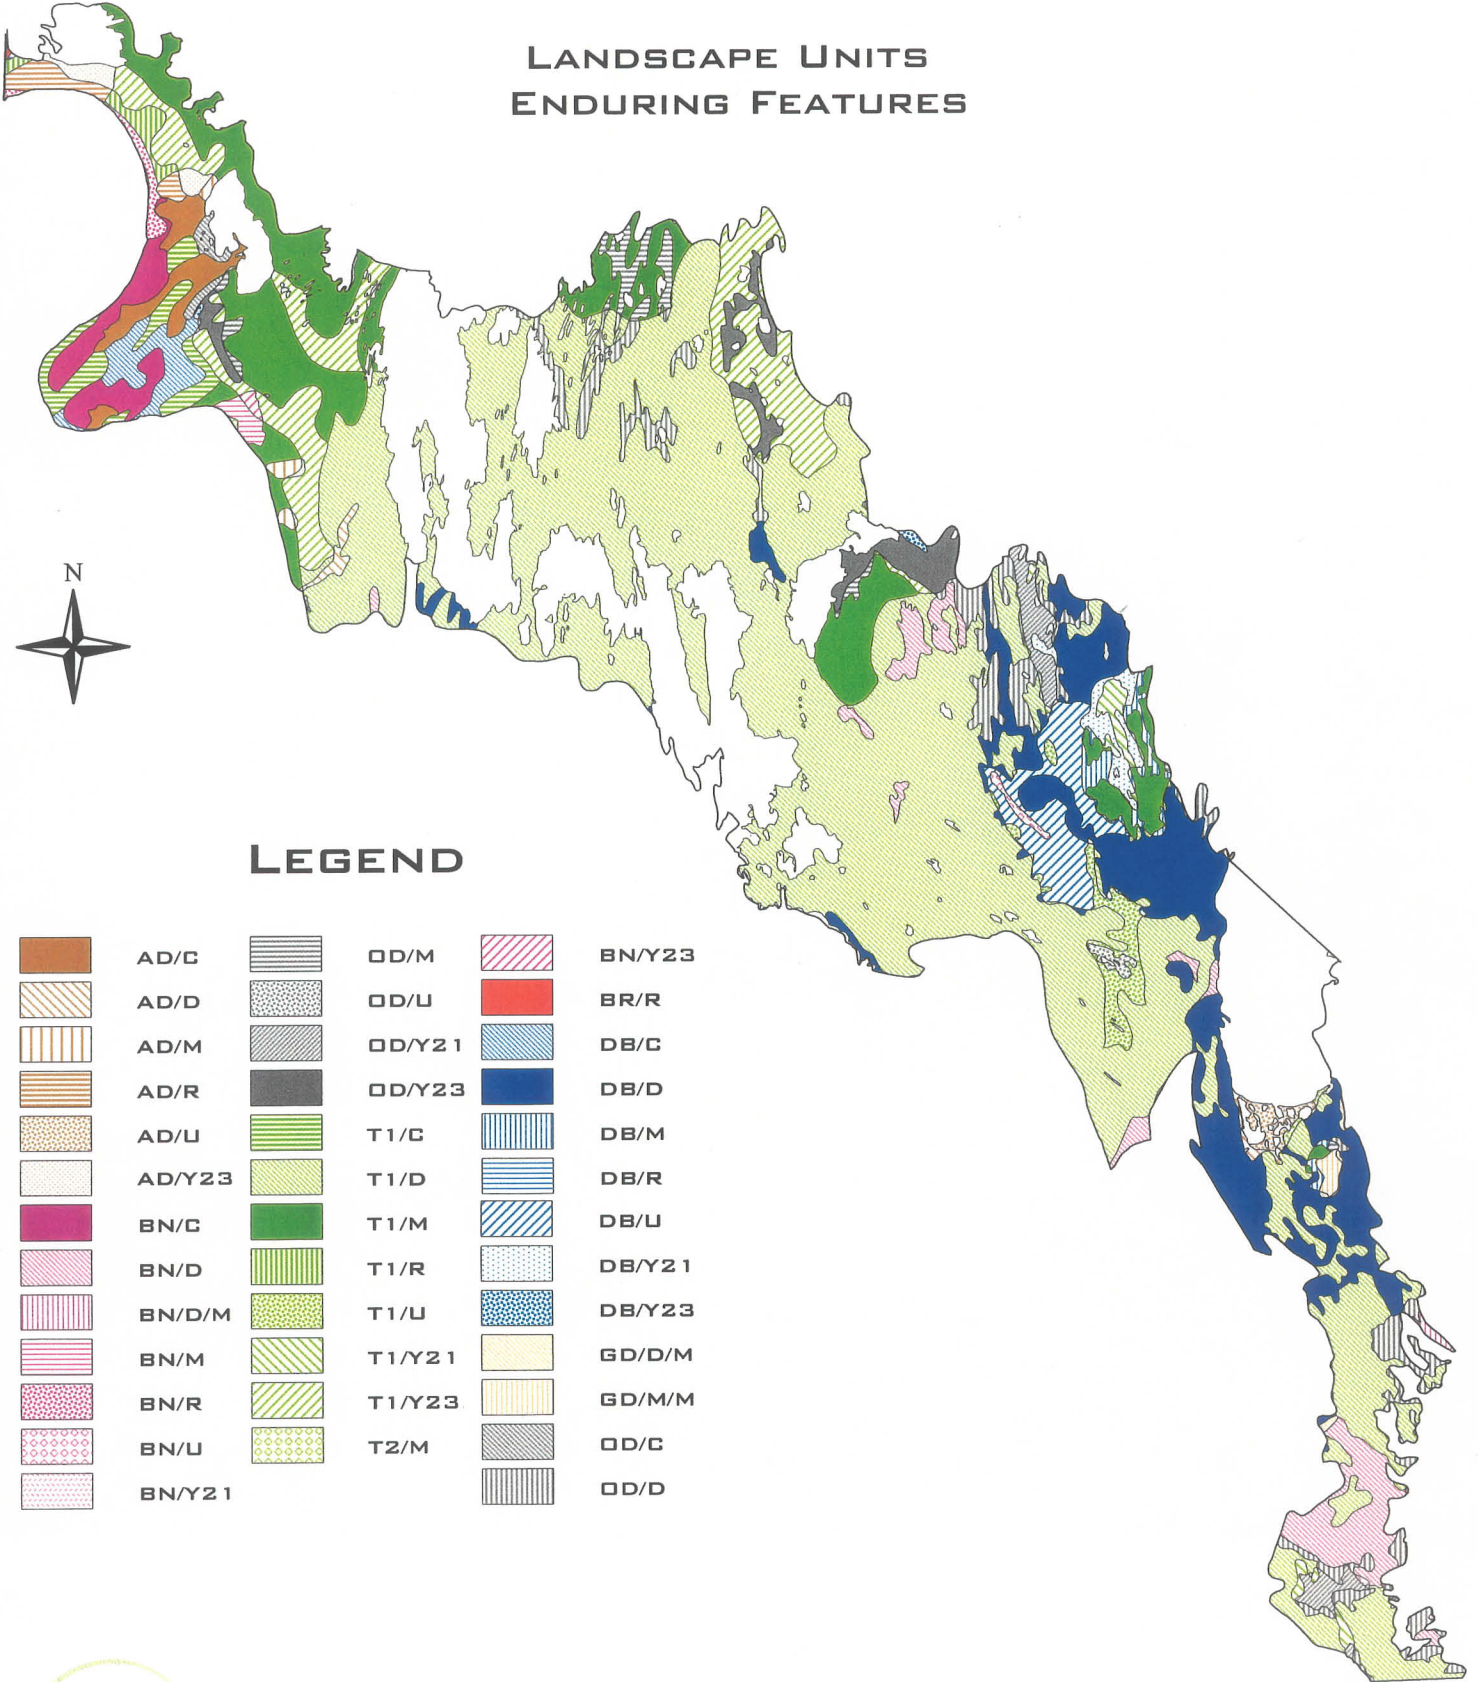 LANDSCAPE UNITS
ENDURING FEATURES
N
LEGEND
AD/C
AD/D
AD/M
AD/R
AD/U
AD/Y23
BN/C
BN/D
BN/D/M
BN/M
BN/R
BN/U
BN/Y21
OD/M
OD/U
OD/Y21
OD/Y23
T1/C
T1/D
T1/M
T1/R
T1/U
T1/Y21
T1/Y23
T2/M
BN/Y23
BR/R
DB/C
DB/D
DB/M
DB/R
DB/U
DB/Y21
DB/Y23
GD/D/M
GD/M/M
OD/C
OD/D